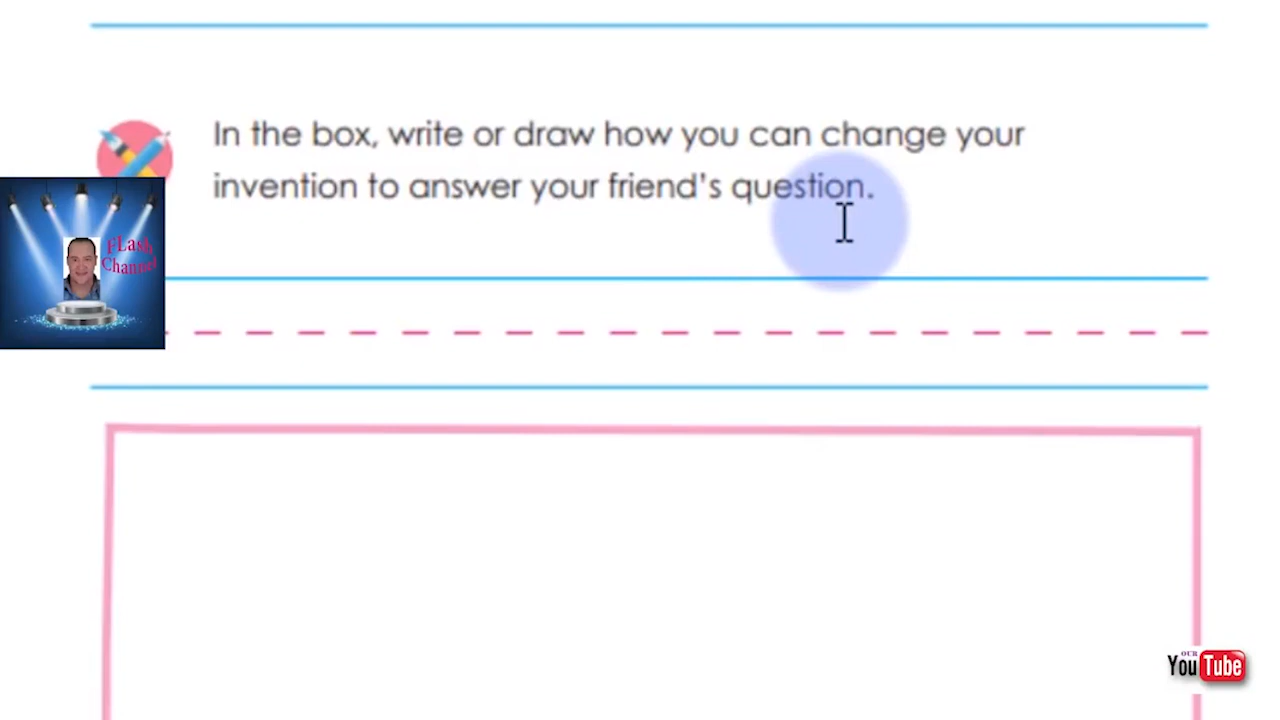 In the box, write or draw how you can change your
invention to answer your friend's question.
FLash
Channel
OUR
YouTube